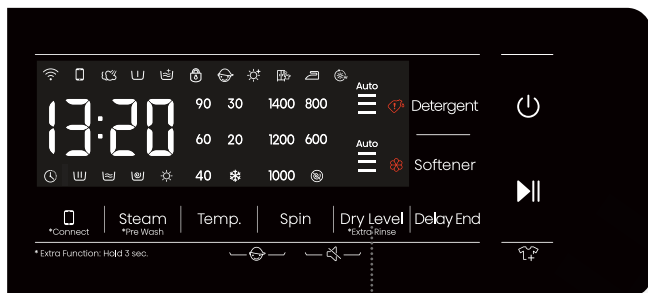 Auto
90 30 1400 800
Detergent
13:20
60 20 1200 600
Auto
Softener
40 1000
*Connect
Steam
*Pre Wash
Temp.
Spin
Dry Level
*Extra Rinse
Delay End
* Extra Function: Hold 3 sec.